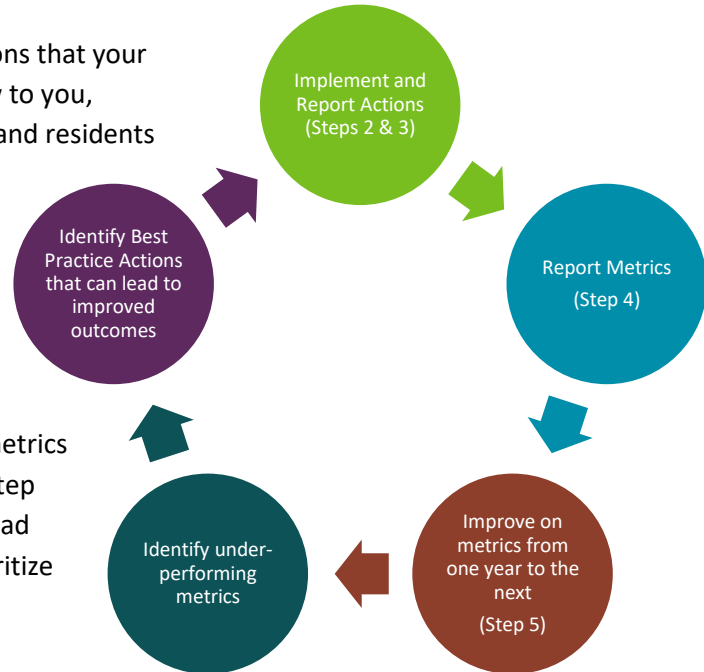 ons that your
to you,
and residents
Implement and
Report Actions
(Steps 2 & 3)
Identify Best
Practice Actions
that can lead to
improved
outcomes
Report Metrics
(Step 4)
etrics
tep
ad
ritize
Identify under-
performing
metrics
Improve on
metrics from
one year to the
next
(Step 5)